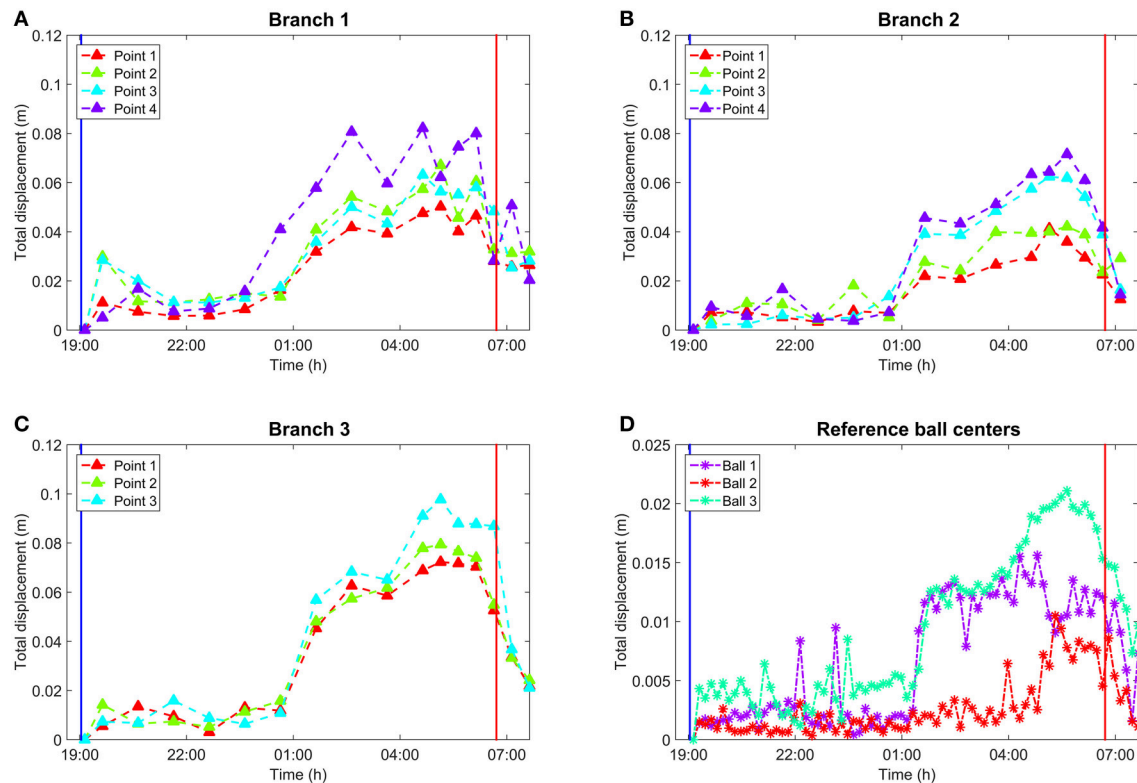 A
Branch 1
Total displacement (m)
0.12
0.1
0.08
0.06
0.04
0.02
0
Point 1
Point 2
Point 3
Point 4
19:00 22:00 01:00 04:00 07:00
Time (h)
B
Branch 2
Total displacement (m)
0.12
0.1
0.08
0.06
0.04
0.02
0
Point 1
Point 2
Point 3
Point 4
19:00 22:00 01:00 04:00 07:00
Time (h)
C
Branch 3
Total displacement (m)
0.12
0.1
0.08
0.06
0.04
0.02
0
Point 1
Point 2
Point 3
19:00 22:00 01:00 04:00 07:00
Time (h)
D
Reference ball centers
Total displacement (m)
0.025
0.02
0.015
0.01
0.005
0
Ball 1
Ball 2
Ball 3
19:00 22:00 01:00 04:00 07:00
Time (h)